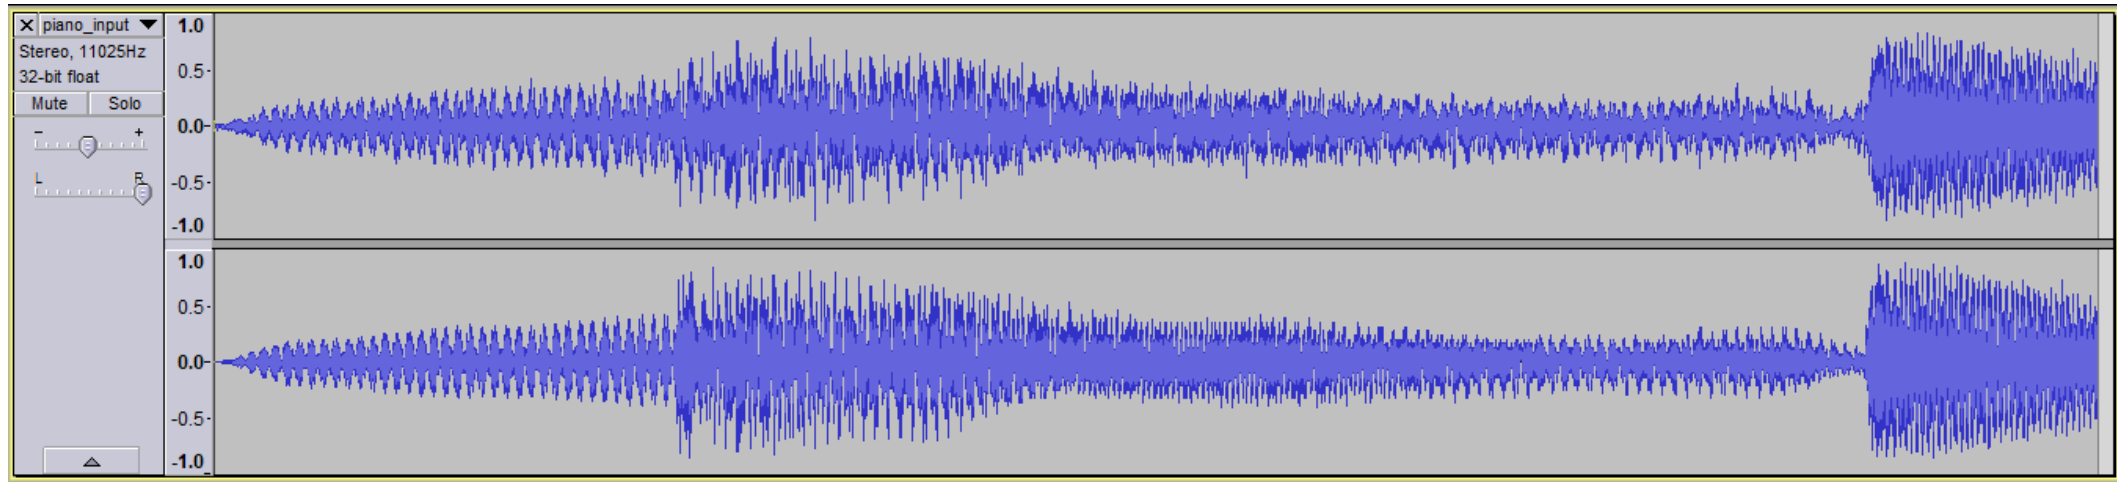 X piano_input
Stereo, 11025Hz
32-bit float
Mute Solo
- +
L R
1.0
0.5-
0.0-
-0.5-
-1.0
1.0
0.5-
0.0-
-0.5-
-1.0